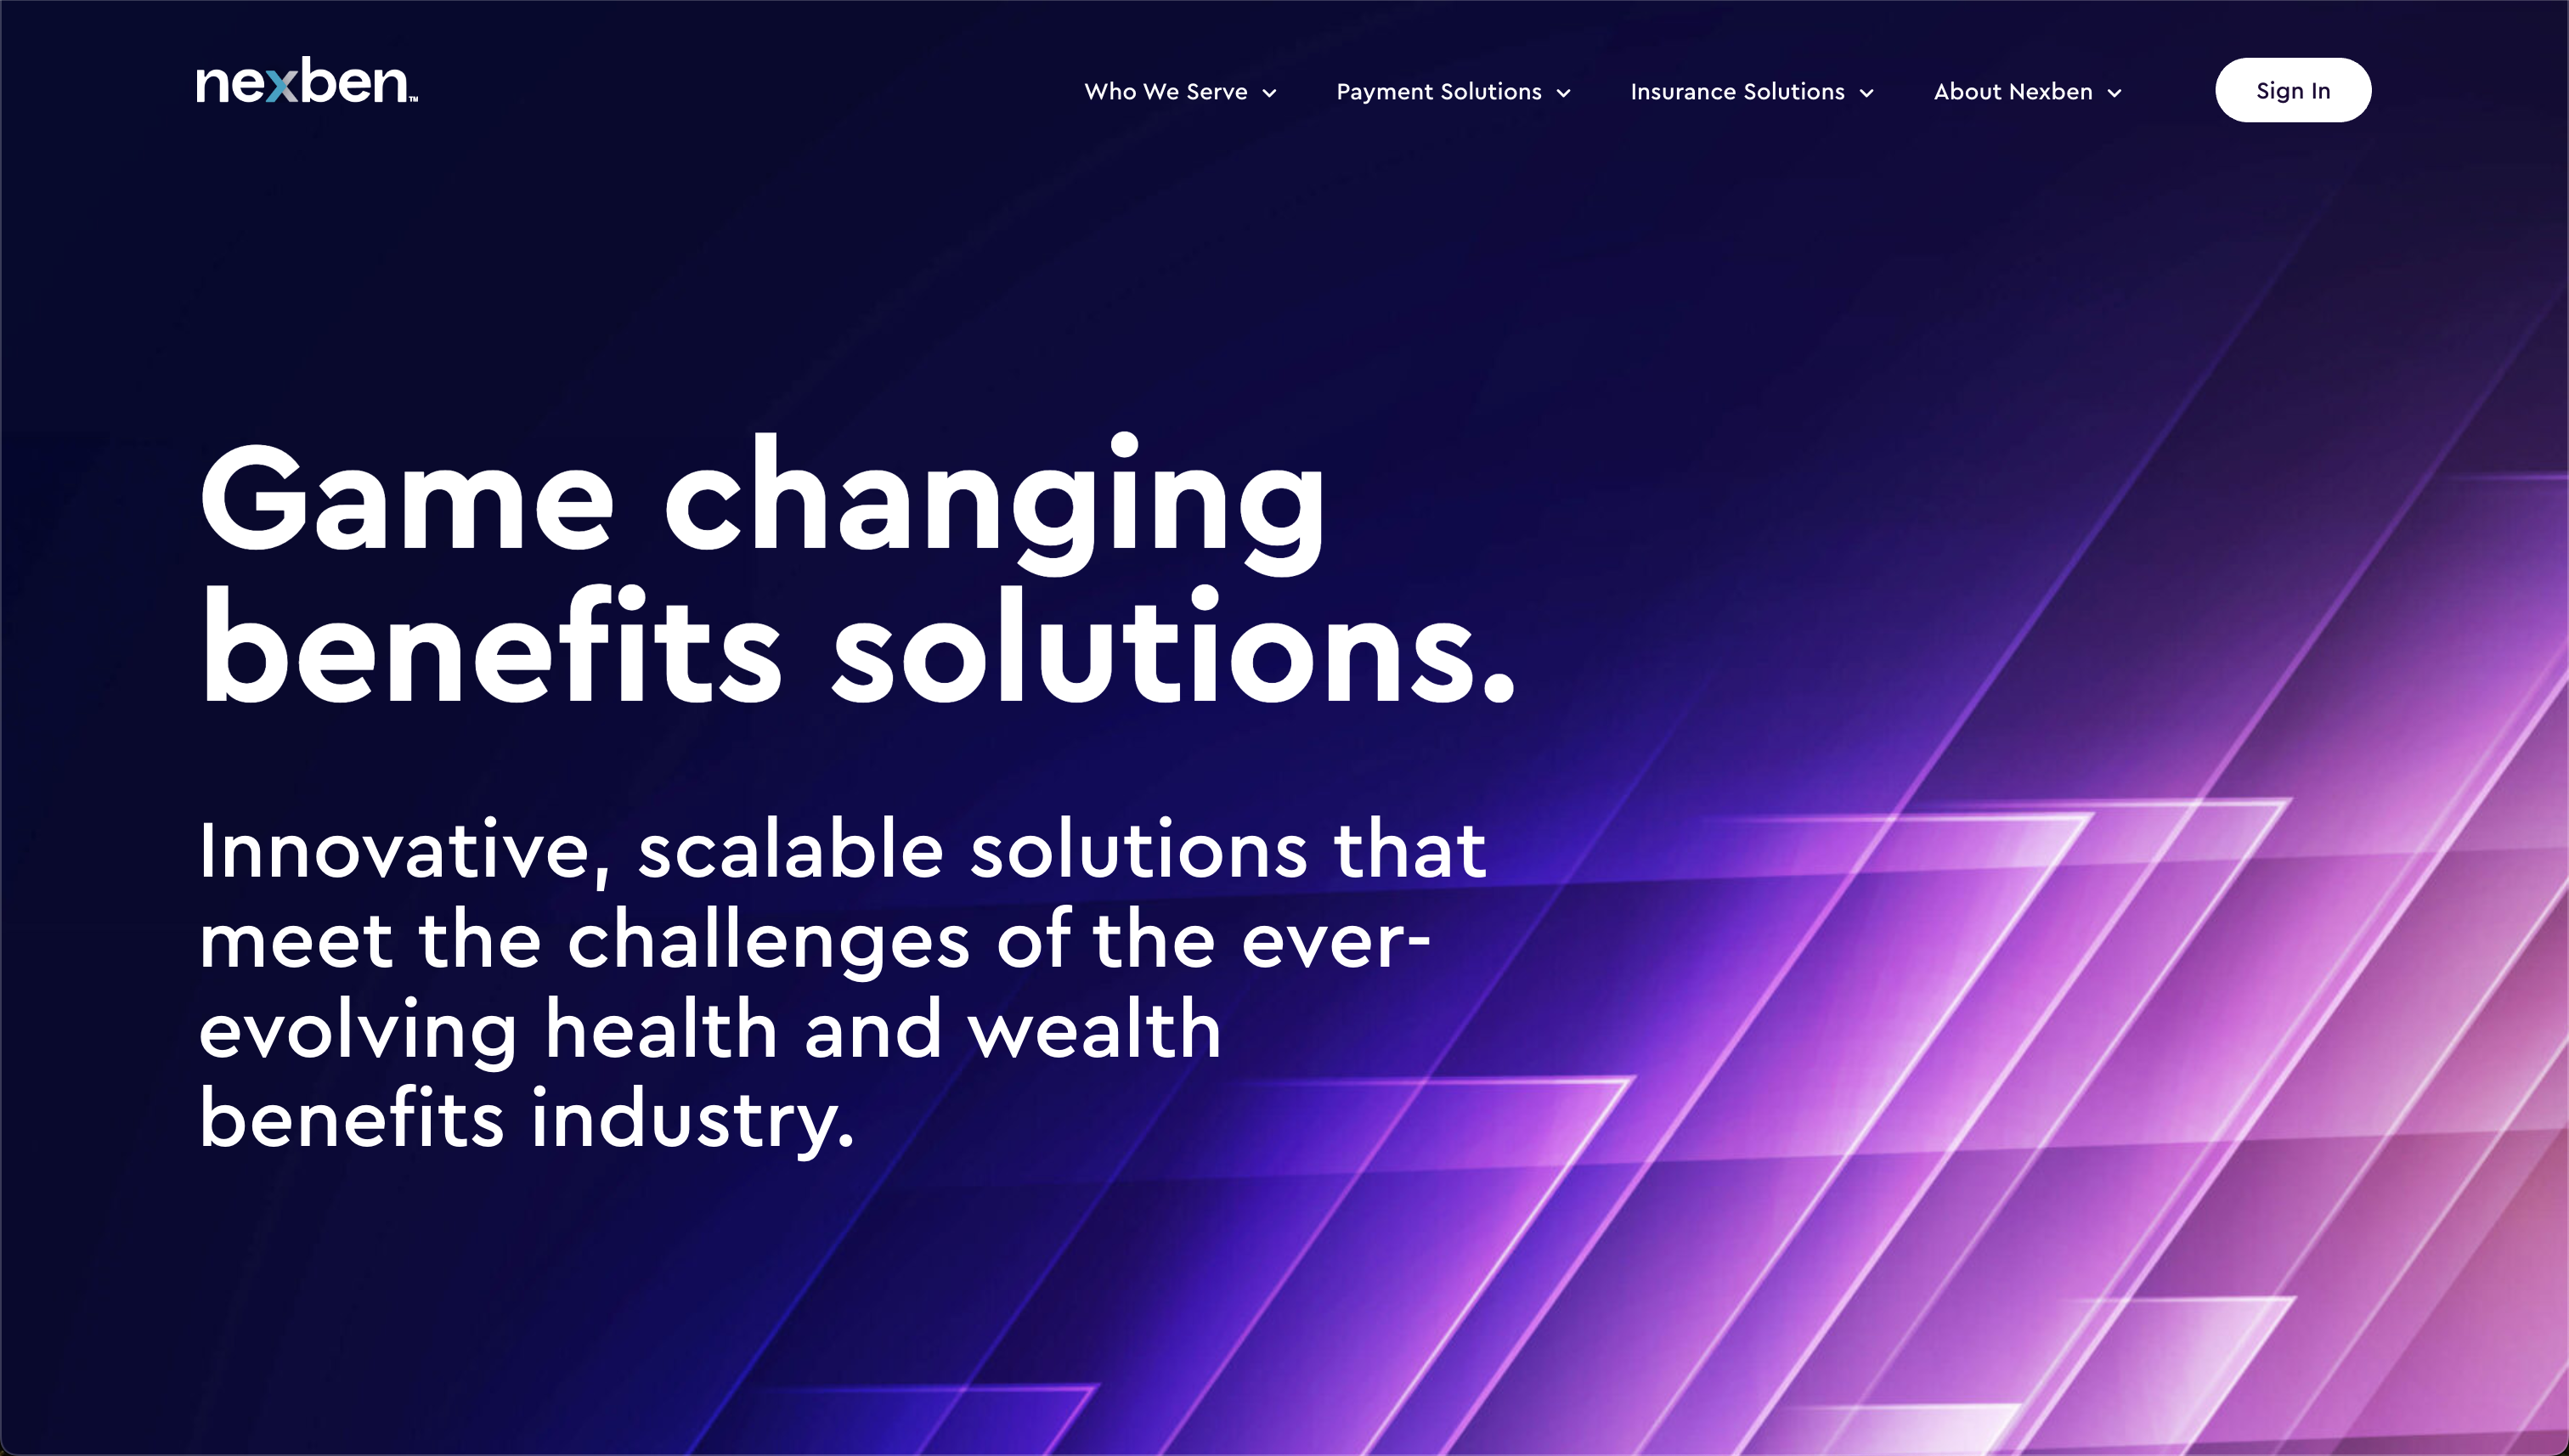 nexben™
Who We Serve
Payment Solutions
Insurance Solutions
About Nexben
Sign In
Game changing
benefits solutions.
Innovative, scalable solutions that
meet the challenges of the ever-
evolving health and wealth
benefits industry.